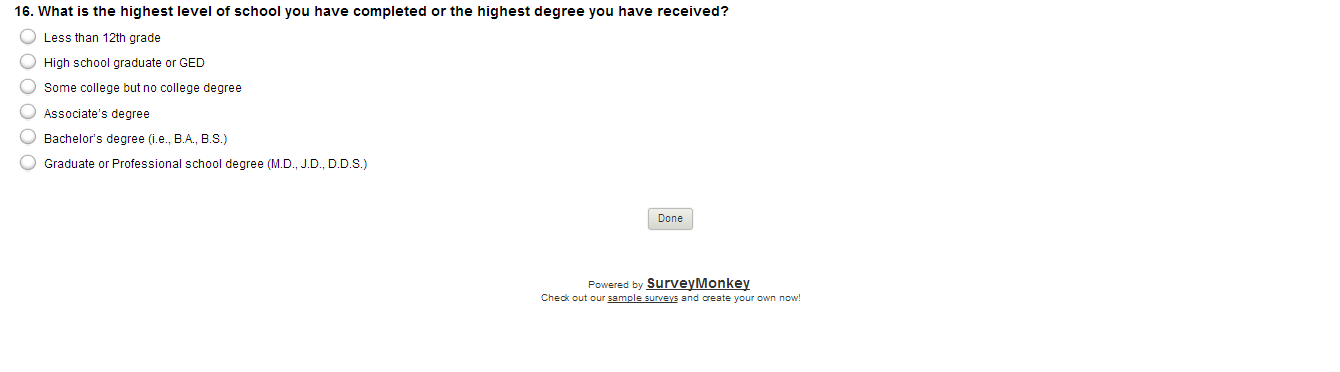 16. What is the highest level of school you have completed or the highest degree you have received?
Less than 12th grade
High school graduate or GED
Some college but no college degree
Associate's degree
Bachelor's degree (i.e., B.A., B.S.)
Graduate or Professional school degree (M.D., J.D., D.D.S.)
Done
Powered by SurveyMonkey
Check out our sample surveys and create your own now!